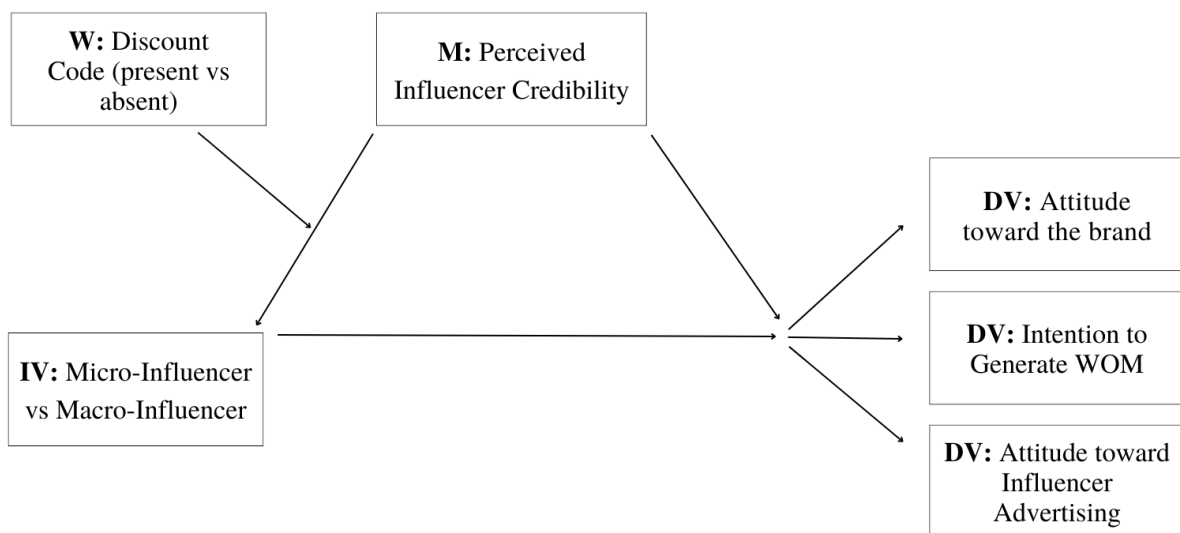 W: Discount
Code (present vs
absent)
M: Perceived
Influencer Credibility
DV: Attitude
toward the brand
IV: Micro-Influencer
vs Macro-Influencer
DV: Intention to
Generate WOM
DV: Attitude toward
Influencer
Advertising